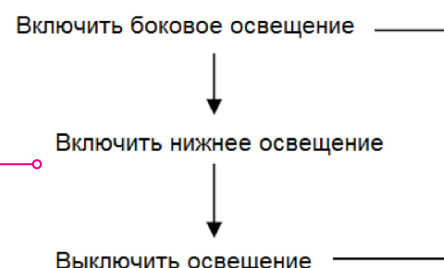 Включить боковое освещение
Включить нижнее освещение
Выключить освещение